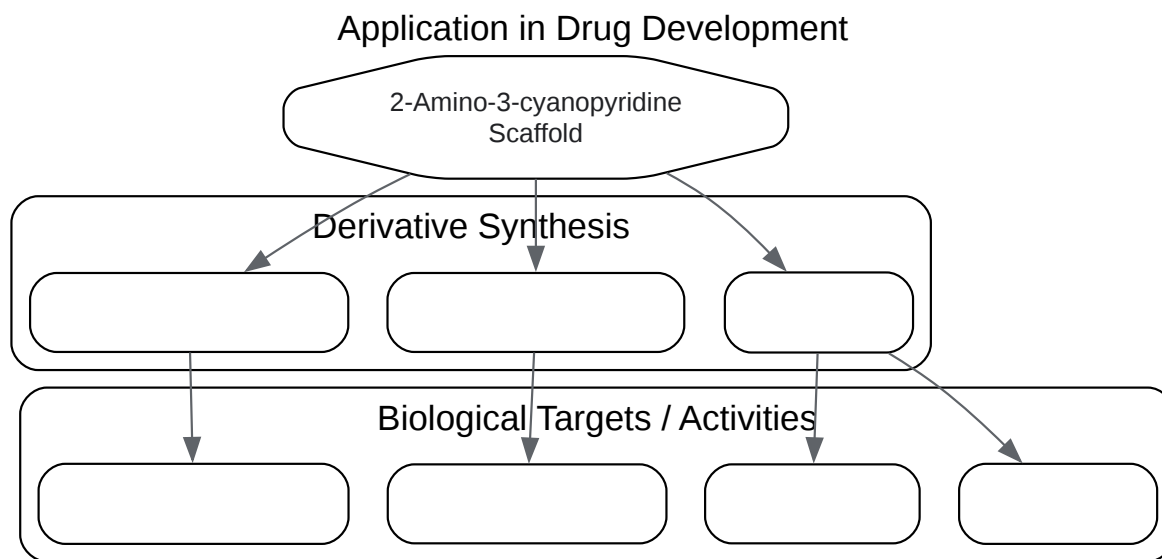 Application in Drug Development
2-Amino-3-cyanopyridine
Scaffold
Derivative Synthesis
Biological Targets / Activities